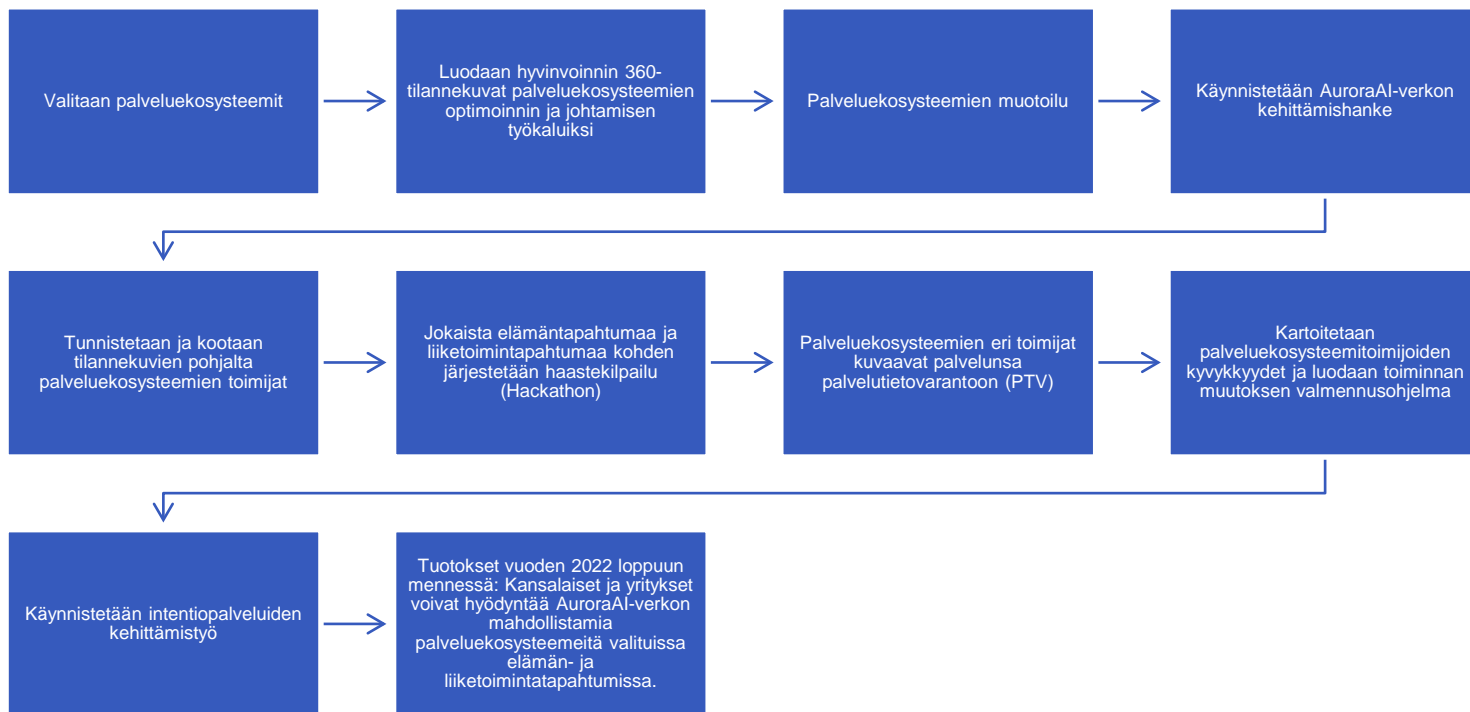 Valitaan palveluekosysteemit
Luodaan hyvinvoinnin 360-
tilannekuvat palveluekosysteemien
optimoinnin ja johtamisen
työkaluiksi
Palveluekosysteemien muotoilu
Käynnistetään AuroraAI-verkon
kehittämishanke
Tunnistetaan ja kootaan
tilannekuvien pohjalta
palveluekosysteemien toimijat
Jokaista elämäntapahtumaa ja
liiketoimintapahtumaa kohden
järjestetään haastekilpailu
(Hackathon)
Palveluekosysteemien eri toimijat
kuvaavat palvelunsa
palvelutietovarantoon (PTV)
Kartoitetaan
palveluekosysteemitoimijoiden
kyvykkyydet ja luodaan toiminnan
muutoksen valmennusohjelma
Käynnistetään intentiopalveluiden
kehittämistyö
Tuotokset vuoden 2022 loppuun
mennessä: Kansalaiset ja yritykset
voivat hyödyntää AuroraAI-verkon
mahdollistamia
palveluekosysteemeitä valituissa
elämän- ja
liiketoimintatapahtumissa.